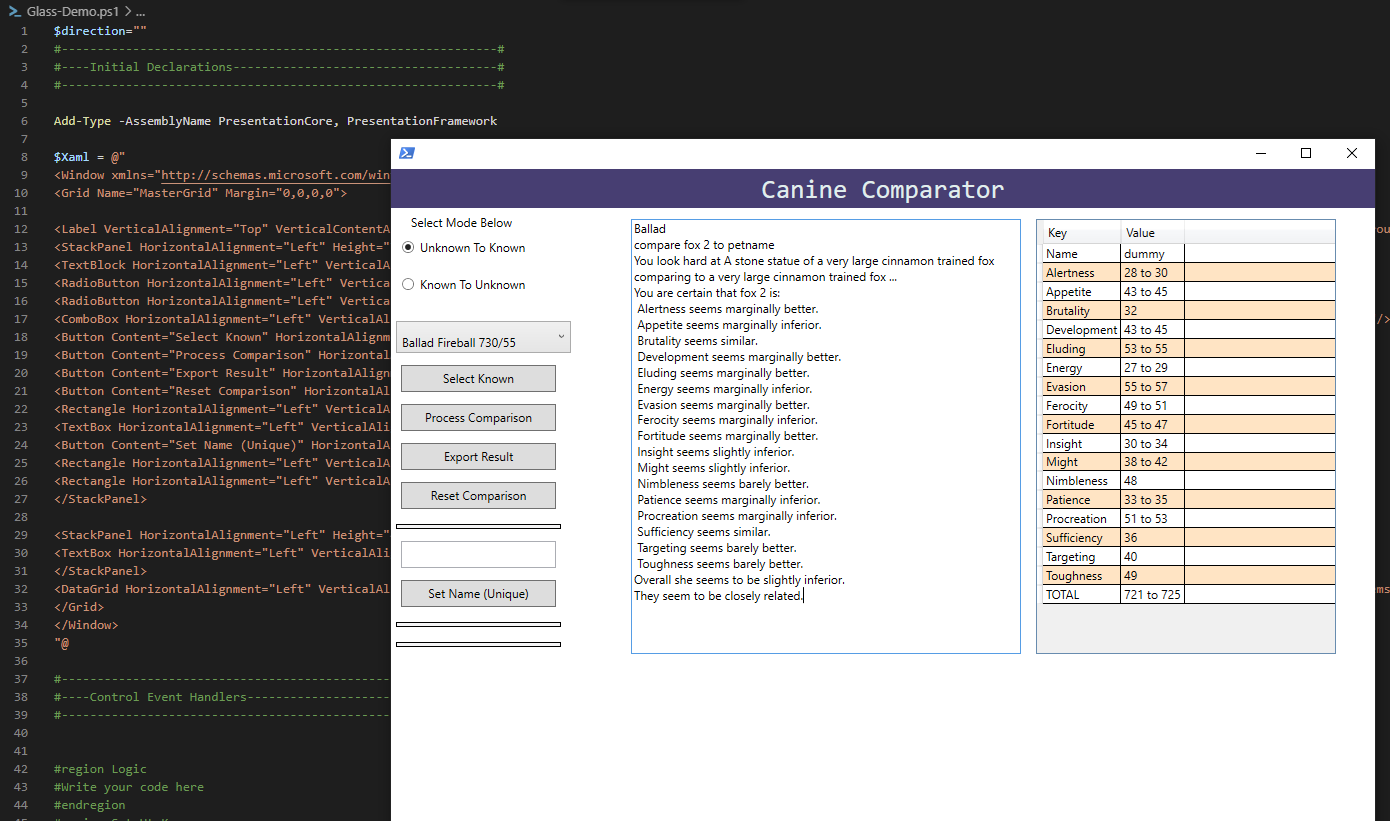 Glass-Demo.ps1 > ...
1 $direction=""
2 #-------------------------------------------------------------#
3 #----Initial Declarations-------------------------------------#
4 #-------------------------------------------------------------#
5
6 Add-Type -AssemblyName PresentationCore, PresentationFramework
7
8 $Xaml = @"
9 <Window xmlns="http://schemas.microsoft.com/win
10 <Grid Name="MasterGrid" Margin="0,0,0,0">
11
12 <Label VerticalAlignment="Top" VerticalContentA
13 <StackPanel HorizontalAlignment="Left" Height="
14 <TextBlock HorizontalAlignment="Left" VerticalA
15 <RadioButton HorizontalAlignment="Left" Vertica
16 <RadioButton HorizontalAlignment="Left" Vertica
17 <ComboBox HorizontalAlignment="Left" VerticalAl
18 <Button Content="Select Known" HorizontalAlignm
19 <Button Content="Process Comparison" Horizontal
20 <Button Content="Export Result" HorizontalAlign
21 <Button Content="Reset Comparison" HorizontalAl
22 <Rectangle HorizontalAlignment="Left" VerticalA
23 <TextBox HorizontalAlignment="Left" VerticalAli
24 <Button Content="Set Name (Unique)" HorizontalA
25 <Rectangle HorizontalAlignment="Left" VerticalA
26 <Rectangle HorizontalAlignment="Left" VerticalA
27 </StackPanel>
28
29 <StackPanel HorizontalAlignment="Left" Height="
30 <TextBox HorizontalAlignment="Left" VerticalAli
31 </StackPanel>
32 <DataGrid HorizontalAlignment="Left" VerticalAl
33 </Grid>
34 </Window>
35 "@
36
37 #----------------------------------------------
38 #----Control Event Handlers--------------------
39 #----------------------------------------------
40
41
42 #region Logic
43 #Write your code here
44 #endregion
Canine Comparator
Select Mode Below
Unknown To Known
Known To Unknown
Ballad Fireball 730/55
Select Known
Process Comparison
Export Result
Reset Comparison
Set Name (Unique)
Ballad
compare fox 2 to petname
You look hard at A stone statue of a very large cinnamon trained fox
comparing to a very large cinnamon trained fox ...
You are certain that fox 2 is:
Alertness seems marginally better.
Appetite seems marginally inferior.
Brutality seems similar.
Development seems marginally better.
Eluding seems marginally better.
Energy seems marginally inferior.
Evasion seems marginally better.
Ferocity seems marginally inferior.
Fortitude seems marginally better.
Insight seems slightly inferior.
Might seems slightly inferior.
Nimbleness seems barely better.
Patience seems marginally inferior.
Procreation seems marginally inferior.
Sufficiency seems similar.
Targeting seems barely better.
Toughness seems barely better.
Overall she seems to be slightly inferior.
They seem to be closely related.
Key Value
Name dummy
Alertness 28 to 30
Appetite 43 to 45
Brutality 32
Development 43 to 45
Eluding 53 to 55
Energy 27 to 29
Evasion 55 to 57
Ferocity 49 to 51
Fortitude 45 to 47
Insight 30 to 34
Might 38 to 42
Nimbleness 48
Patience 33 to 35
Procreation 51 to 53
Sufficiency 36
Targeting 40
Toughness 49
TOTAL 721 to 725
ou
/>
ms